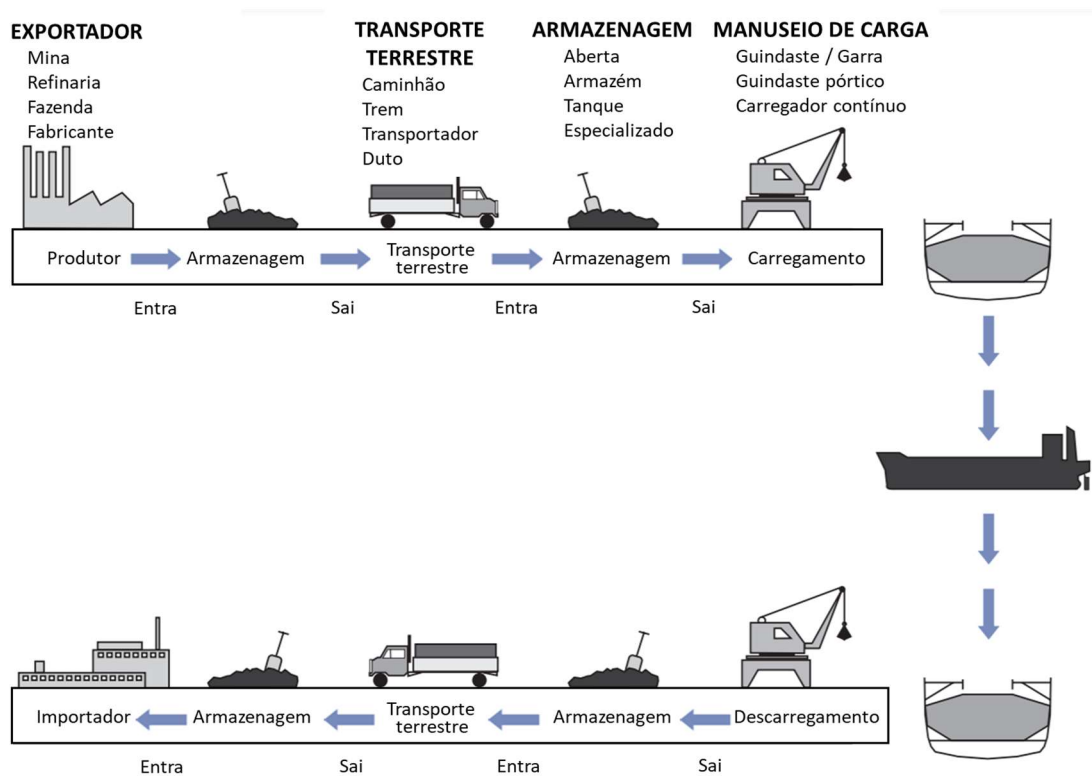 EXPORTADOR
Mina
Refinaria
Fazenda
Fabricante
TRANSPORTE
TERRESTRE
Caminhão
Trem
Transportador
Duto
ARMAZENAGEM
Aberta
Armazém
Tanque
Especializado
MANUSEIO DE CARGA
Guindaste / Garra
Guindaste pórtico
Carregador contínuo
Produtor
Armazenagem
Transporte
terrestre
Armazenagem
Carregamento
Entra
Sai
Entra
Sai
Importador
Armazenagem
Transporte
terrestre
Armazenagem
Descarregamento
Entra
Sai
Entra
Sai